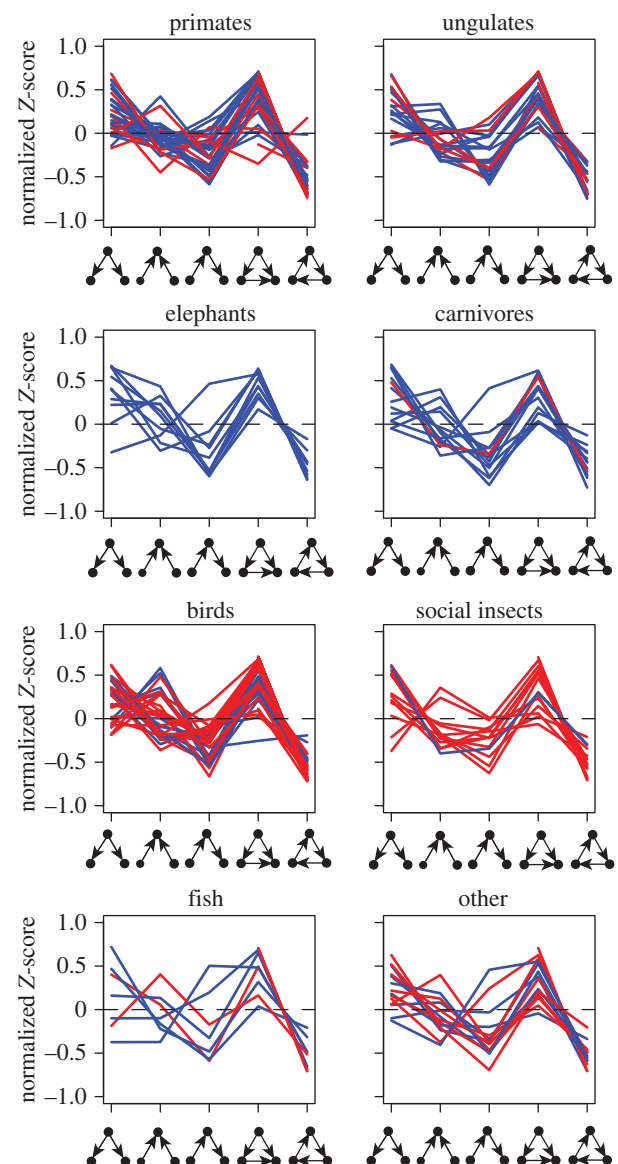 primates
ungulates
normalized Z-score
1.0
0.5
0
−0.5
−1.0
elephants
carnivores
normalized Z-score
1.0
0.5
0
−0.5
−1.0
birds
social insects
normalized Z-score
1.0
0.5
0
−0.5
−1.0
fish
other
normalized Z-score
1.0
0.5
0
−0.5
−1.0